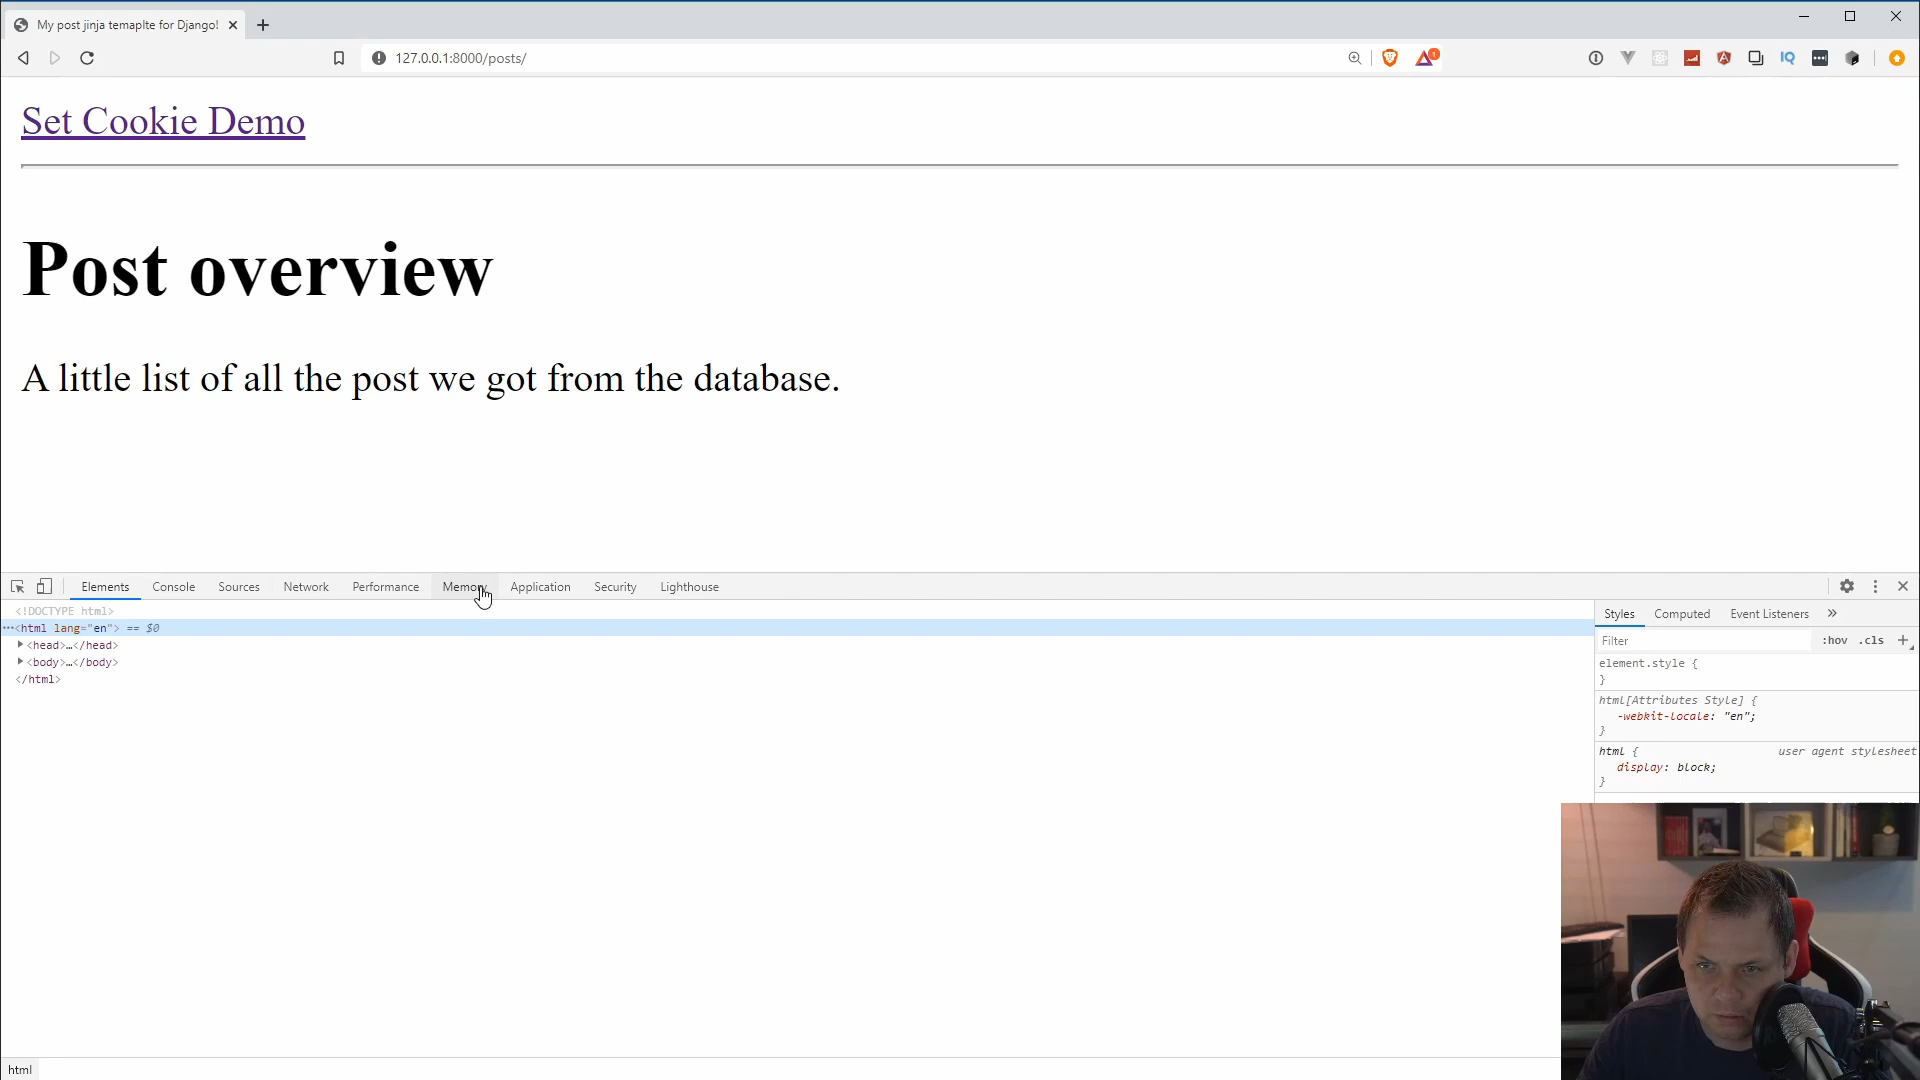 My post jinja temaplte for Django!
127.0.0.1:8000/posts/
1
IQ
Set Cookie Demo
Post overview
A little list of all the post we got from the database.
Elements Console Sources Network Performance Memory Application Security Lighthouse
<!DOCTYPE html>
<html lang="en"> == $0
<head>…</head>
<body>…</body>
</html>
Styles Computed Event Listeners
Filter :hov .cls
element.style {
}
html[Attributes Style] {
-webkit-locale: "en";
}
html { user agent stylesheet
display: block;
}
html